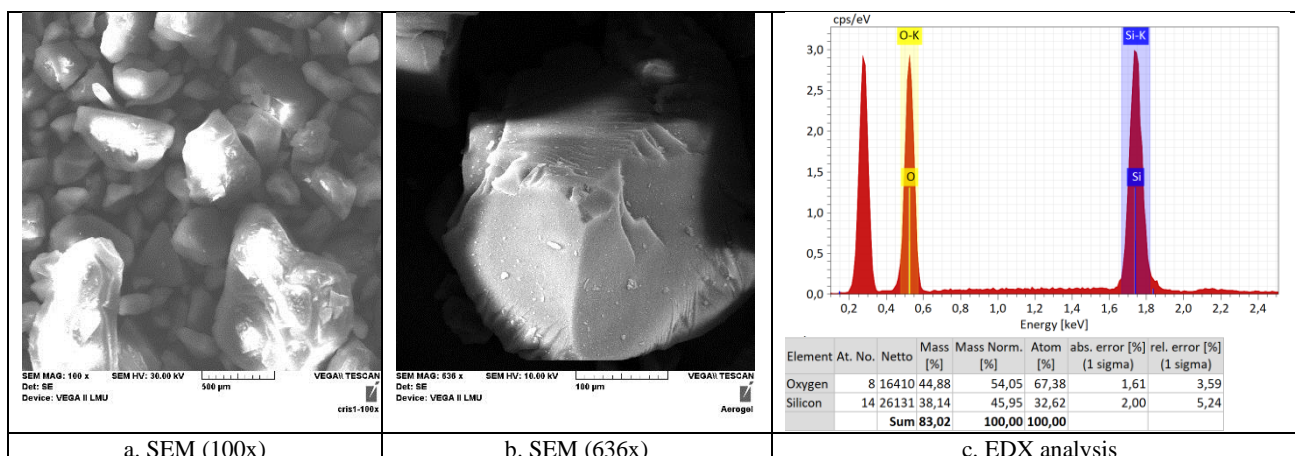 SEM MAG: 100 x SEM HV: 30.00 kV VEGA\\ TESCAN
Det: SE 500 µm
Device: VEGA II LMU
cris1-100x
SEM MAG: 636 x SEM HV: 10.00 kV VEGA\\ TESCAN
Det: SE 100 µm
Device: VEGA II LMU
Aerogel
cps/eV
O-K Si-K
3,0
2,5
2,0
1,5
O Si
1,0
0,5
0,0
0,2 0,4 0,6 0,8 1,0 1,2 1,4 1,6 1,8 2,0 2,2 2,4
Energy [keV]
Element At. No. Netto Mass Mass Norm. Atom abs. error [%] rel. error [%]
[%] [%] [%] (1 sigma) (1 sigma)
Oxygen 8 16410 44,88 54,05 67,38 1,61 3,59
Silicon 14 26131 38,14 45,95 32,62 2,00 5,24
Sum 83,02 100,00 100,00
a. SEM (100x) b. SEM (636x) c. EDX analysis